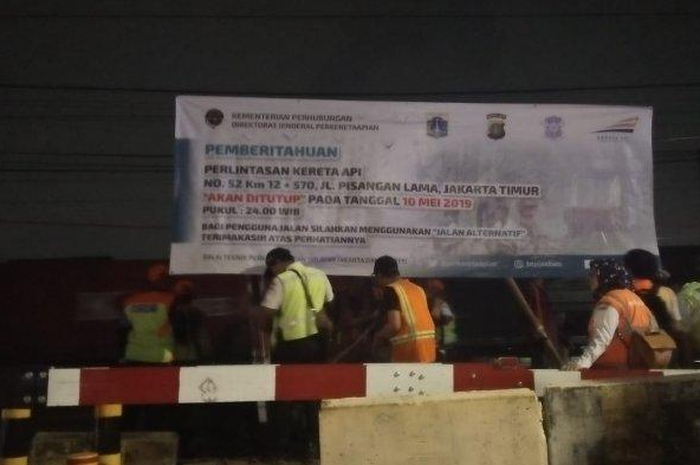 KEMENTERIAN PERHUBUNGAN
DIREKTORAT JENDERAL PERKERETAAPIAN
PEMBERITAHUAN
PERLINTASAN KERETA API
NO. 52 Km 12 + 570, JL. PISANGAN LAMA, JAKARTA TIMUR
"AKAN DITUTUP" PADA TANGGAL 10 MEI 2019
PUKUL : 24.00 WIB
BAGI PENGGUNA JALAN SILAHKAN MENGGUNAKAN "JALAN ALTERNATIF"
TERIMAKASIH ATAS PERHATIANNYA
BALAI TEKNIK